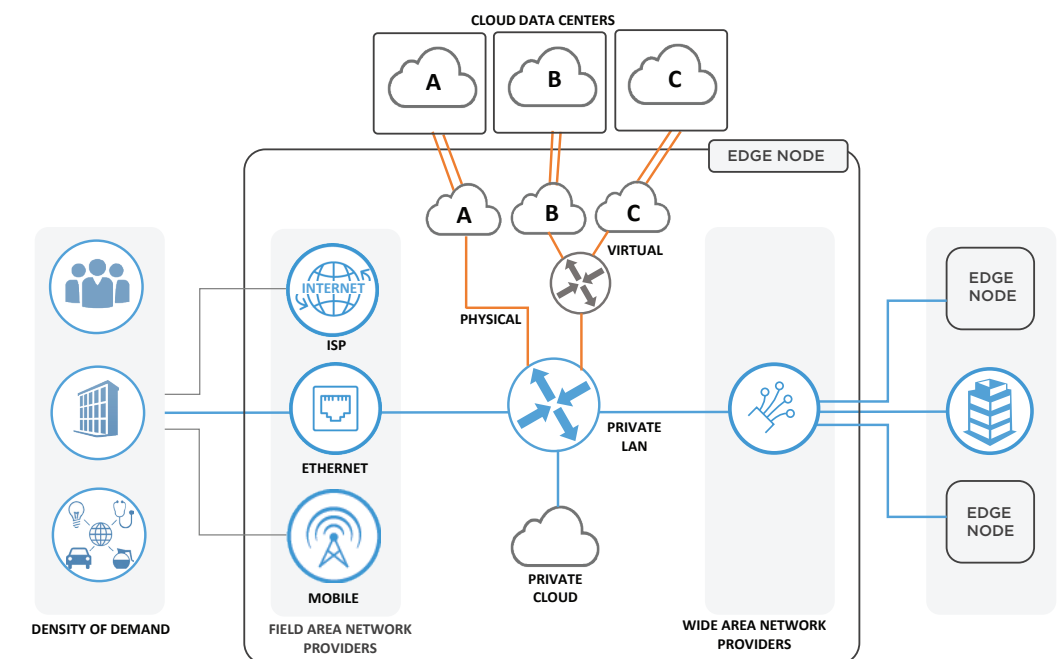 CLOUD DATA CENTERS
A
B
C
EDGE NODE
A
B
C
VIRTUAL
INTERNET
ISP
PHYSICAL
EDGE
NODE
ETHERNET
PRIVATE
LAN
MOBILE
PRIVATE
CLOUD
EDGE
NODE
DENSITY OF DEMAND
FIELD AREA NETWORK
PROVIDERS
WIDE AREA NETWORK
PROVIDERS